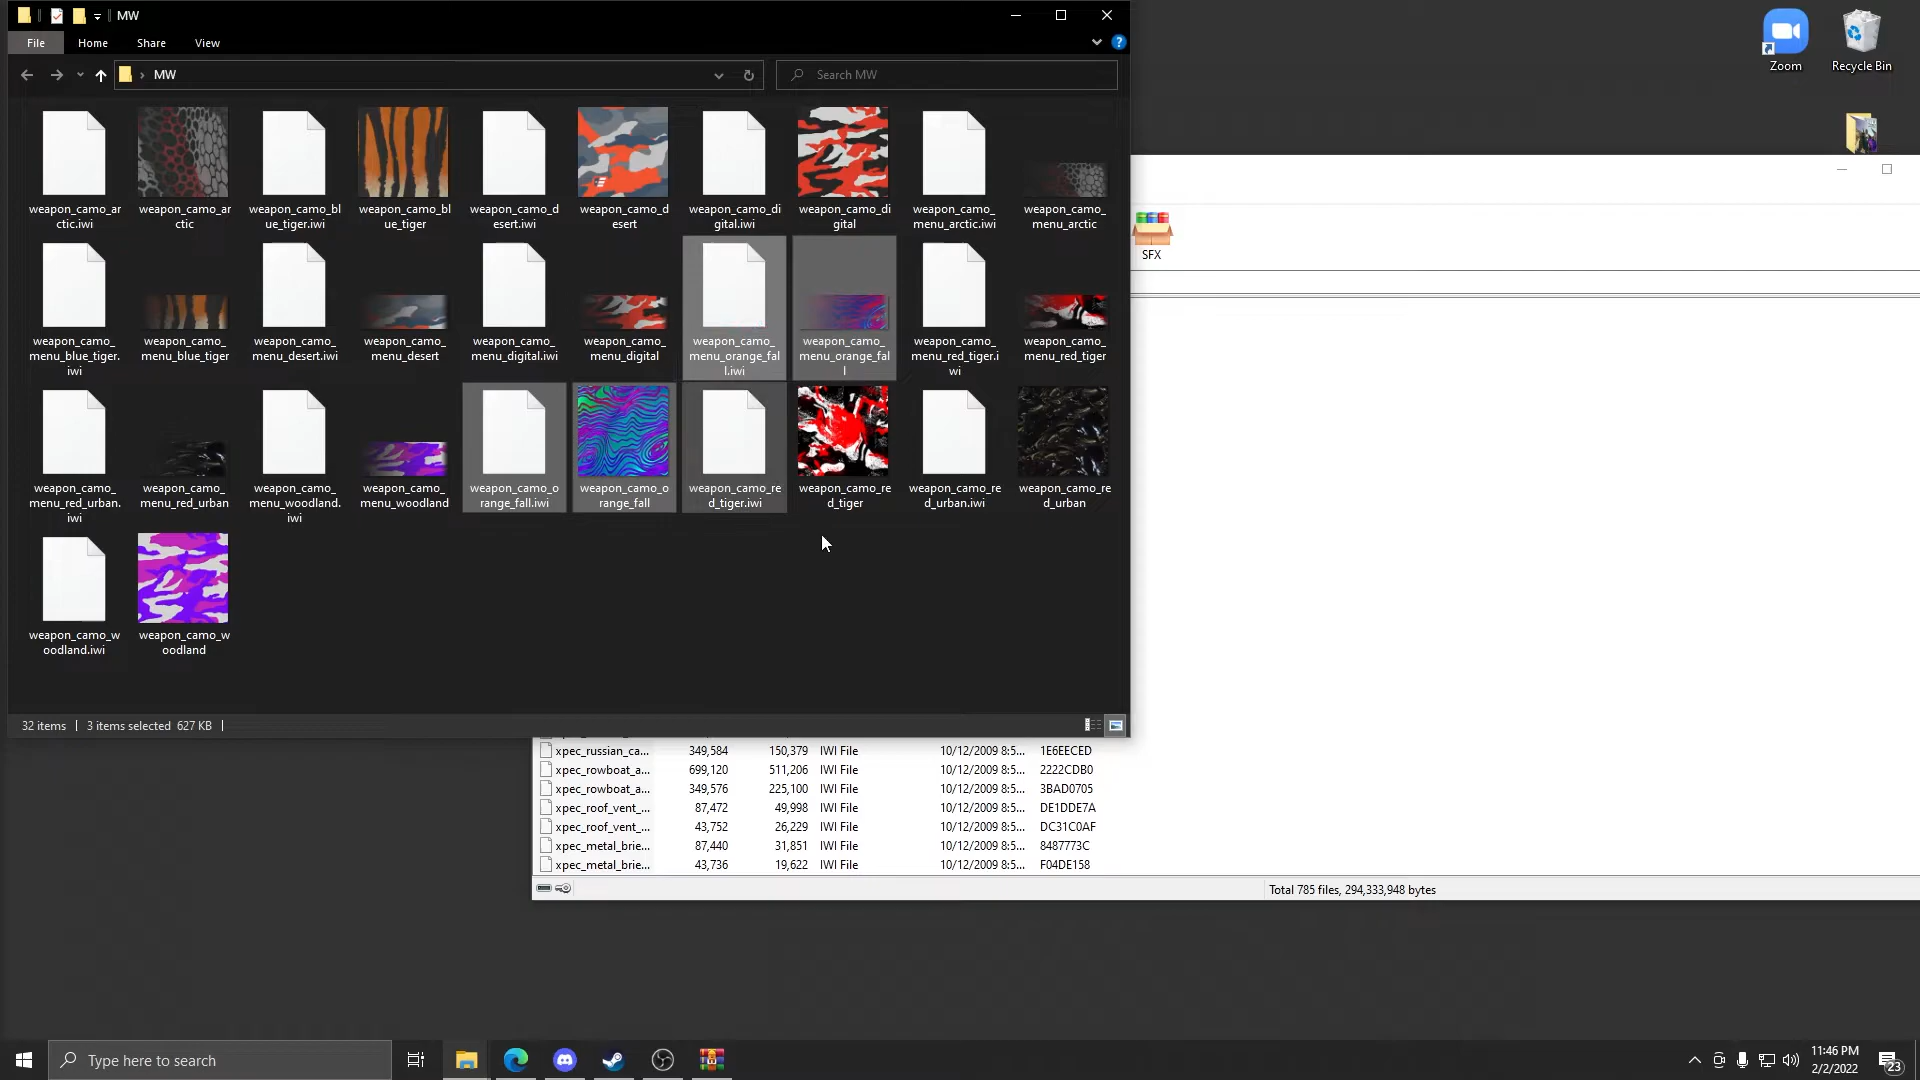 MW
File
Home
Share
View
MW
Search MW
Zoom
Recycle Bin
weapon_camo_ar
ctic.iwi
weapon_camo_ar
ctic
weapon_camo_bl
ue_tiger.iwi
weapon_camo_bl
ue_tiger
weapon_camo_d
esert.iwi
weapon_camo_d
esert
weapon_camo_di
gital.iwi
weapon_camo_di
gital
weapon_camo_
menu_arctic.iwi
weapon_camo_
menu_arctic
SFX
weapon_camo_
menu_blue_tiger.
iwi
weapon_camo_
menu_blue_tiger
weapon_camo_
menu_desert.iwi
weapon_camo_
menu_desert
weapon_camo_
menu_digital.iwi
weapon_camo_
menu_digital
weapon_camo_
menu_orange_fal
l.iwi
weapon_camo_
menu_orange_fal
l
weapon_camo_
menu_red_tiger.i
wi
weapon_camo_
menu_red_tiger
weapon_camo_
menu_red_urban.
iwi
weapon_camo_
menu_red_urban
weapon_camo_
menu_woodland.
iwi
weapon_camo_
menu_woodland
weapon_camo_o
range_fall.iwi
weapon_camo_o
range_fall
weapon_camo_re
d_tiger.iwi
weapon_camo_re
d_tiger
weapon_camo_re
d_urban.iwi
weapon_camo_re
d_urban
weapon_camo_w
oodland.iwi
weapon_camo_w
oodland
32 items | 3 items selected 627 KB |
xpec_russian_ca... 349,584 150,379 IWI File 10/12/2009 8:5... 1E6EECED
xpec_rowboat_a... 699,120 511,206 IWI File 10/12/2009 8:5... 2222CDB0
xpec_rowboat_a... 349,576 225,100 IWI File 10/12/2009 8:5... 3BAD0705
xpec_roof_vent_... 87,472 49,998 IWI File 10/12/2009 8:5... DE1DDE7A
xpec_roof_vent_... 43,752 26,229 IWI File 10/12/2009 8:5... DC31C0AF
xpec_metal_brie... 87,440 31,851 IWI File 10/12/2009 8:5... 8487773C
xpec_metal_brie... 43,736 19,622 IWI File 10/12/2009 8:5... F04DE158
Total 785 files, 294,333,948 bytes
Type here to search
11:46 PM
2/2/2022
23